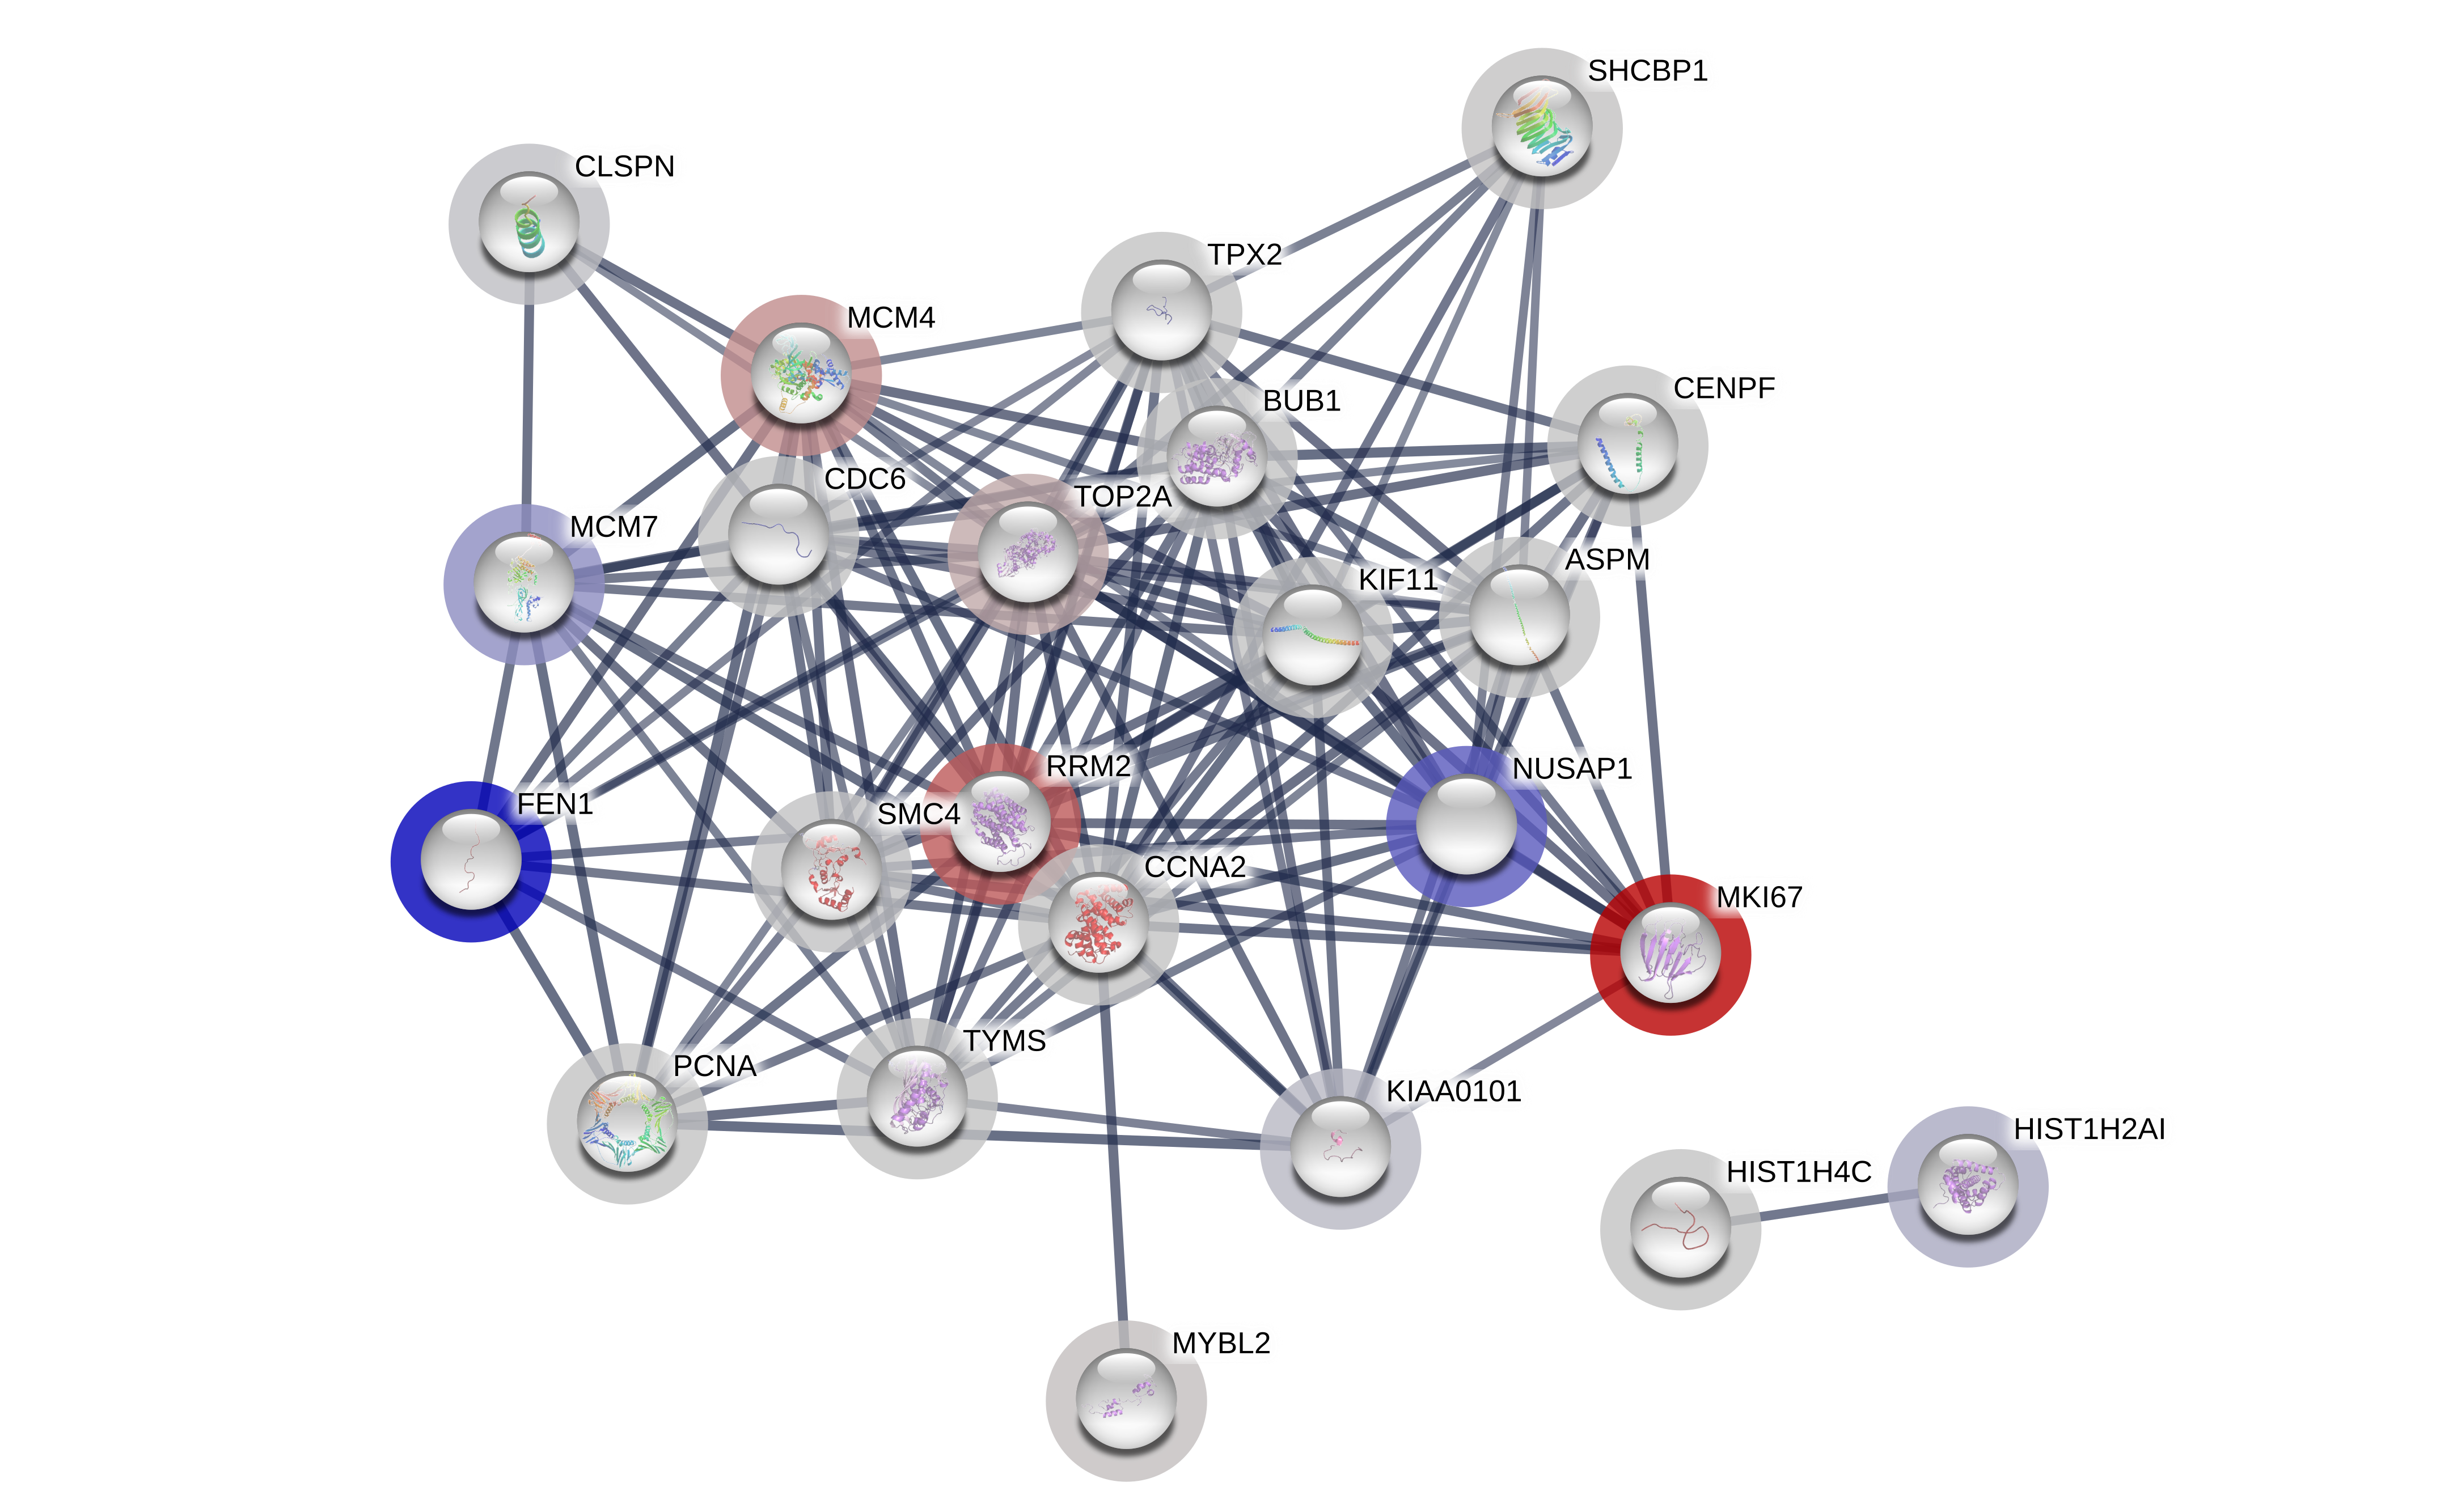 SHCBP1
CLSPN
TPX2
MCM4
CENPF
BUB1
CDC6
TOP2A
MCM7
ASPM
KIF11
RRM2
NUSAP1
FEN1
SMC4
CCNA2
MKI67
TYMS
PCNA
KIAA0101
HIST1H2AI
HIST1H4C
MYBL2